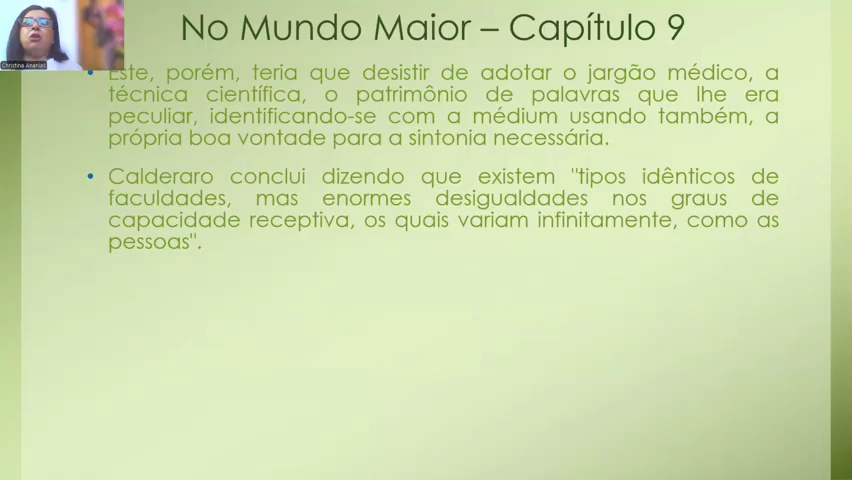 No Mundo Maior – Capítulo 9
Christina Ananias
• Este, porém, teria que desistir de adotar o jargão médico, a
técnica científica, o patrimônio de palavras que lhe era
peculiar, identificando-se com a médium usando também, a
própria boa vontade para a sintonia necessária.
• Calderaro conclui dizendo que existem "tipos idênticos de
faculdades, mas enormes desigualdades nos graus de
capacidade receptiva, os quais variam infinitamente, como as
pessoas".